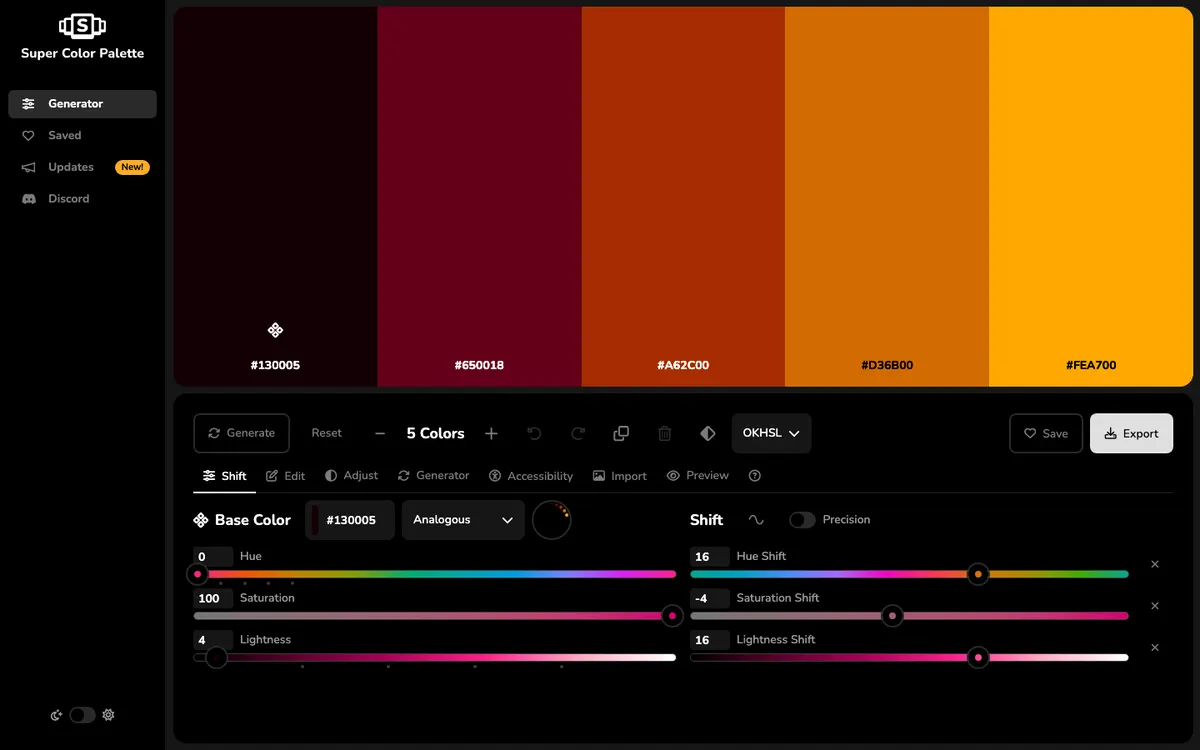 S
Super Color Palette
Generator
Saved
Updates New!
Discord
#130005 #650018 #A62C00 #D36B00 #FEA700
Generate Reset 5 Colors OKHSL Save Export
Shift Edit Adjust Generator Accessibility Import Preview
Base Color #130005 Analogous
0 Hue
100 Saturation
4 Lightness
Shift Precision
16 Hue Shift
-4 Saturation Shift
16 Lightness Shift